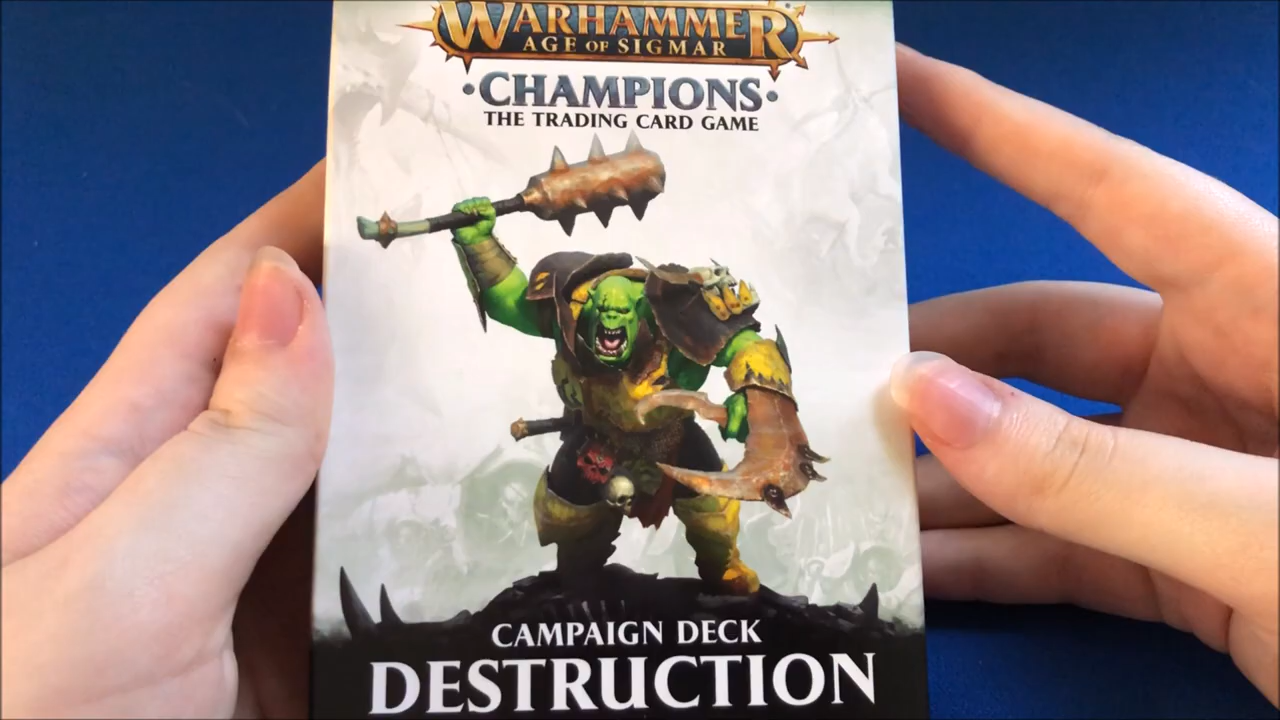 WARHAMMER
AGE OF SIGMAR
•CHAMPIONS•
THE TRADING CARD GAME
CAMPAIGN DECK
DESTRUCTION